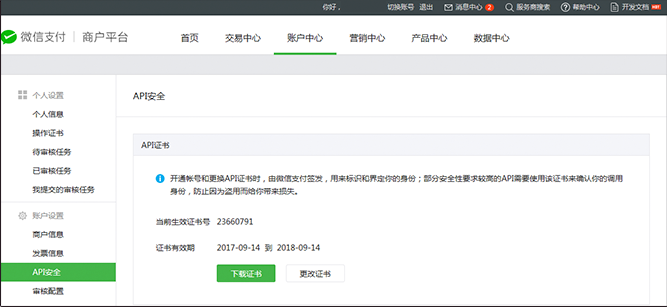 你好， 切换账号 退出 消息中心 2 服务商搜索 帮助中心 开发文档 HOT
微信支付 | 商户平台 首页 交易中心 账户中心 营销中心 产品中心 数据中心
个人设置
个人信息
操作证书
待审核任务
已审核任务
我提交的审核任务
账户设置
商户信息
发票信息
API安全
审核配置
API安全
API证书
开通帐号和更换API证书时，由微信支付签发，用来标识和界定你的身份；部分安全性要求较高的API需要使用该证书来确认你的调用
身份，防止因为盗用而给你带来损失。
当前生效证书号 23660791
证书有效期 2017-09-14 到 2018-09-14
下载证书 更改证书